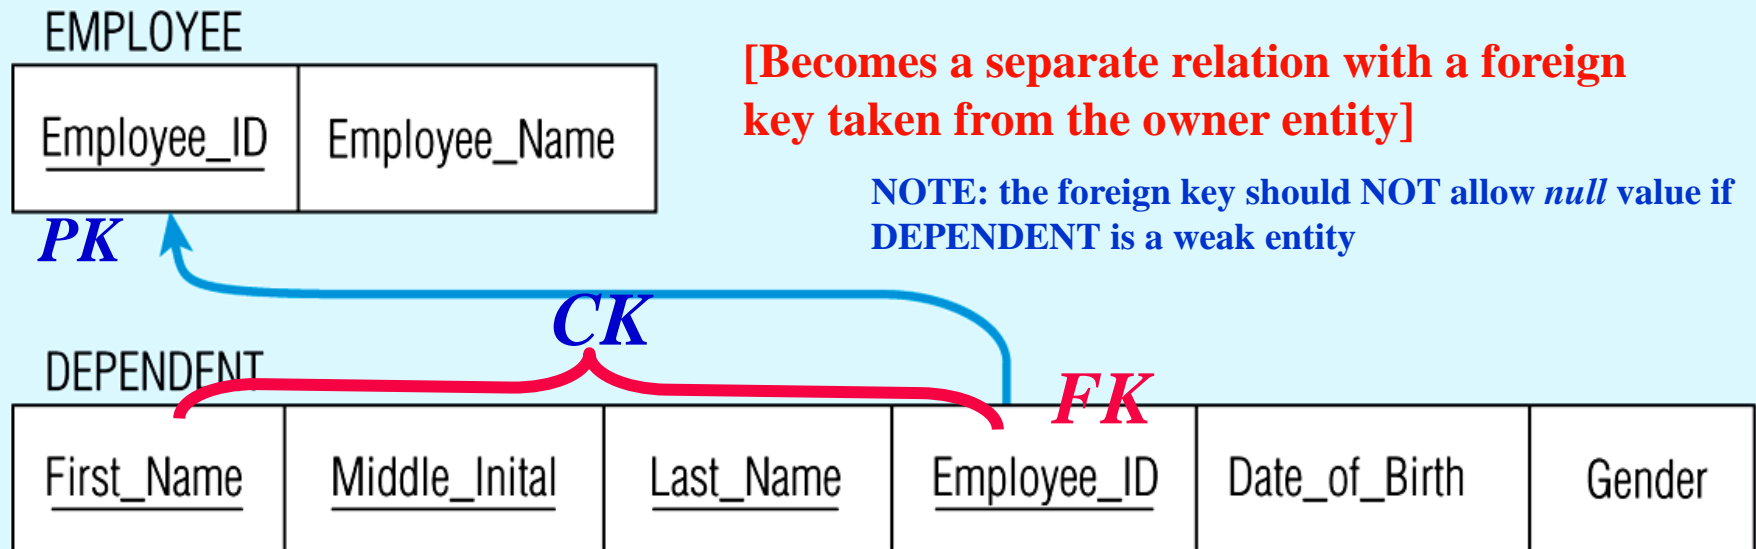 EMPLOYEE
[Becomes a separate relation with a foreign
key taken from the owner entity]
Employee_ID Employee_Name
NOTE: the foreign key should NOT allow null value if
DEPENDENT is a weak entity
PK
CK
DEPENDENT
FK
First_Name Middle_Inital Last_Name Employee_ID Date_of_Birth Gender